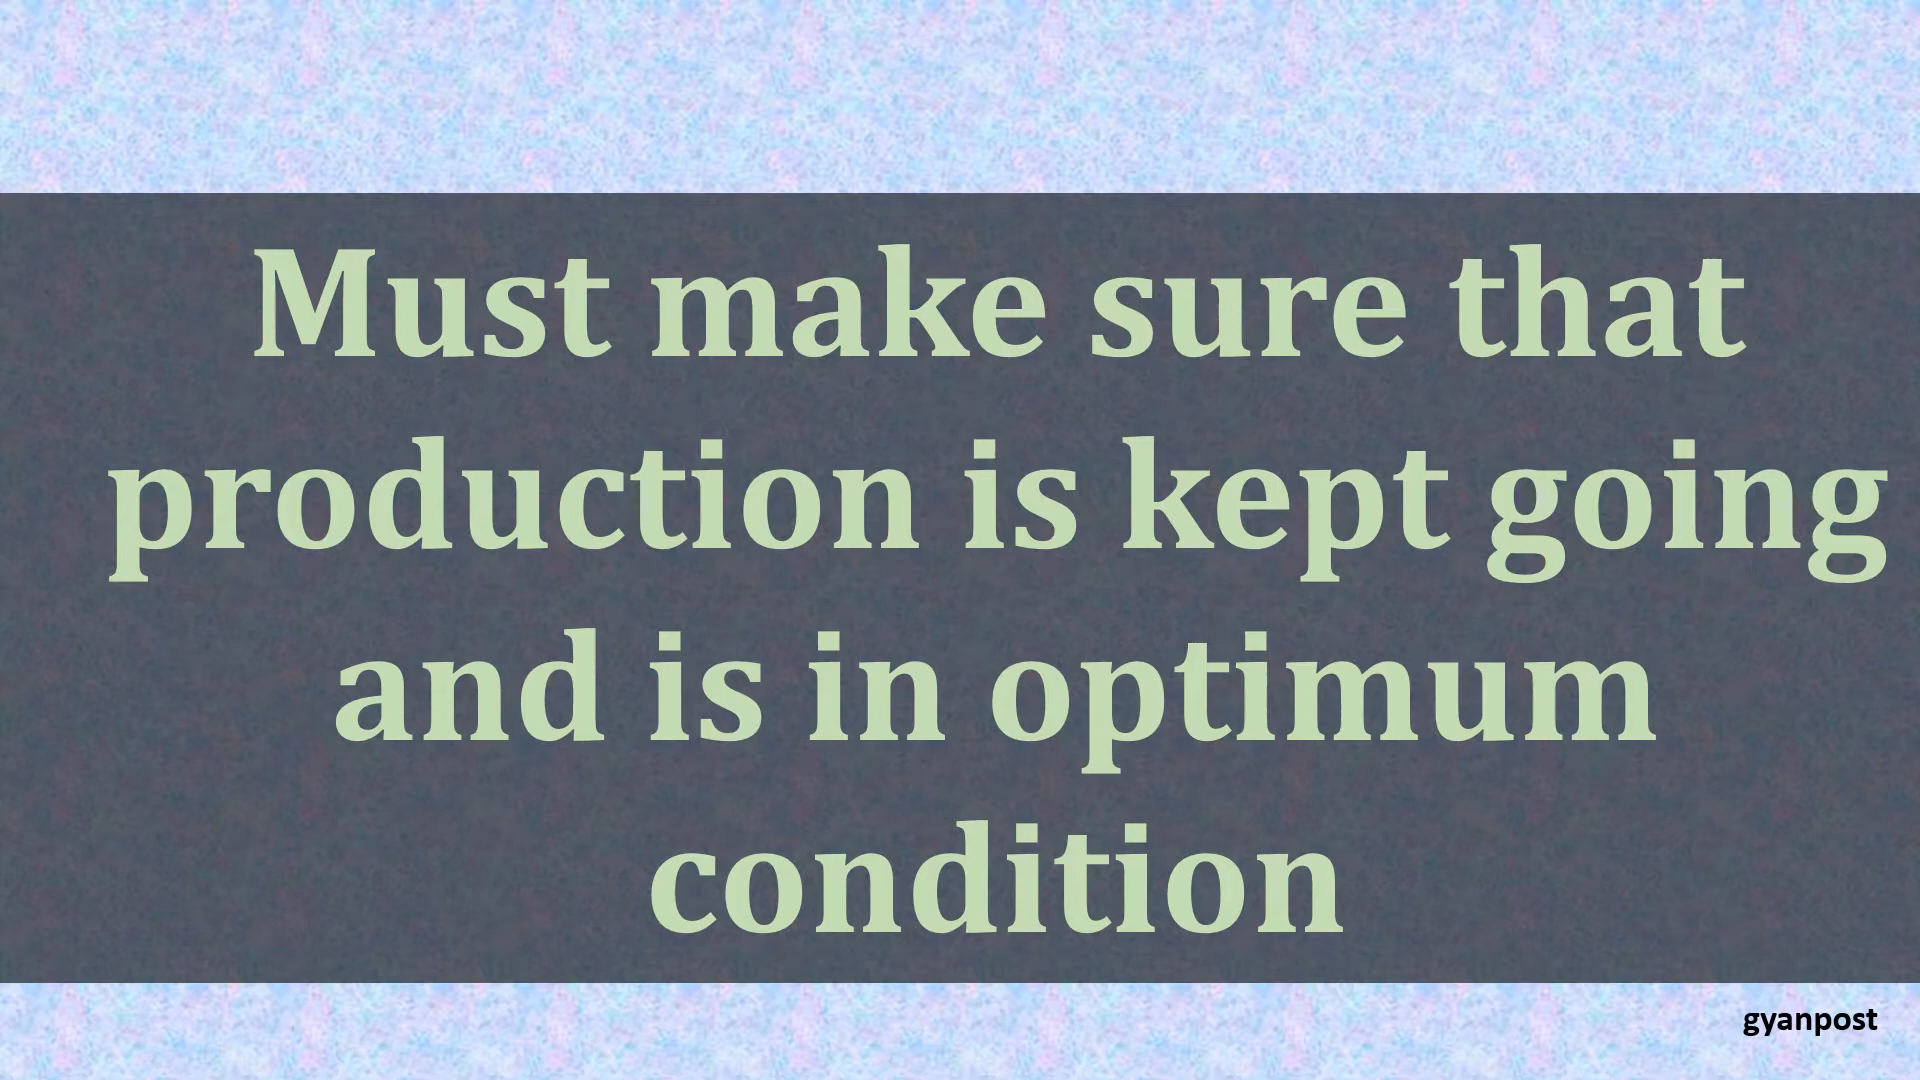 Must make sure that
production is kept going
and is in optimum
condition
gyanpost